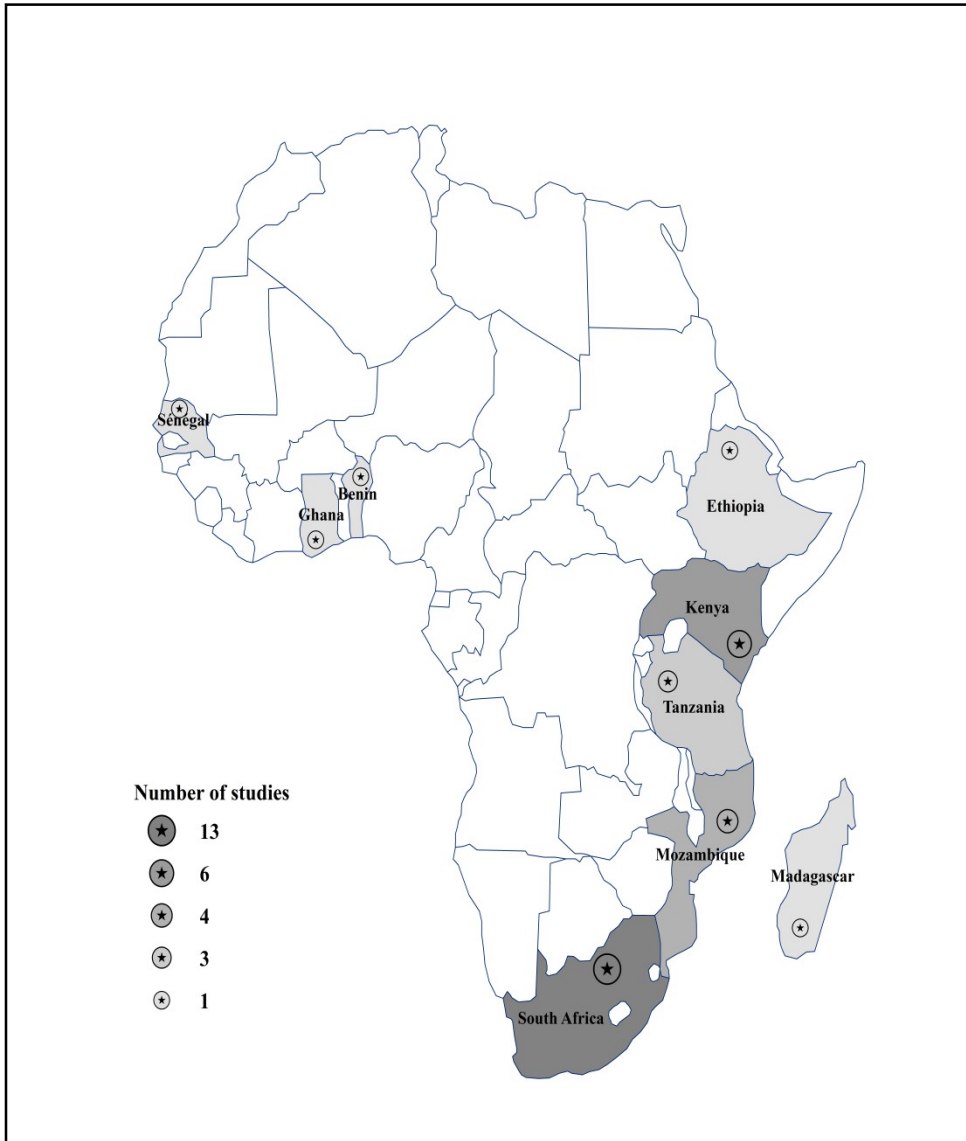 Sénégal
Benin
Ghana
Ethiopia
Kenya
Tanzania
Mozambique
Madagascar
South Africa
Number of studies
13
6
4
3
1